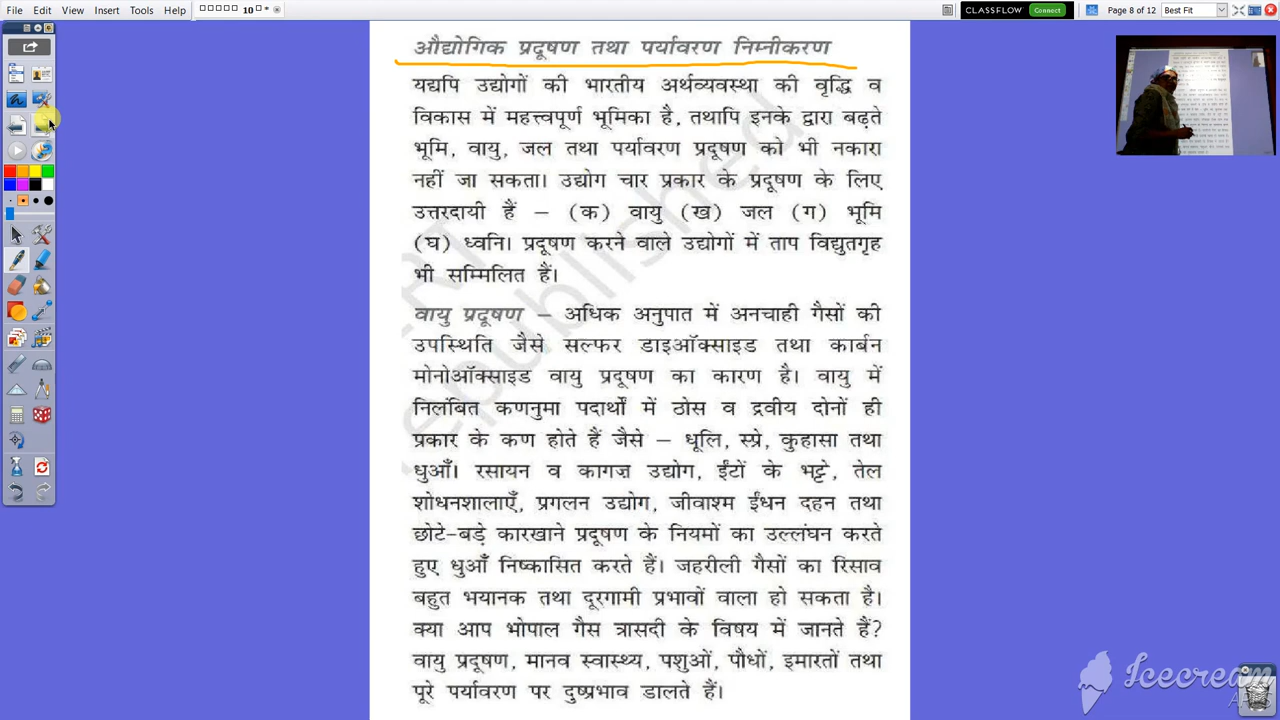 File Edit View Insert Tools Help
10
CLASSFLOW Connect
Page 8 of 12
Best Fit
औद्योगिक प्रदूषण तथा पर्यावरण निम्नीकरण
यद्यपि उद्योगों की भारतीय अर्थव्यवस्था की वृद्धि व
विकास में महत्त्वपूर्ण भूमिका है, तथापि इनके द्वारा बढ़ते
भूमि, वायु, जल तथा पर्यावरण प्रदूषण को भी नकारा
नहीं जा सकता। उद्योग चार प्रकार के प्रदूषण के लिए
उत्तरदायी हैं – (क) वायु (ख) जल (ग) भूमि
(घ) ध्वनि। प्रदूषण करने वाले उद्योगों में ताप विद्युतगृह
भी सम्मिलित हैं।
वायु प्रदूषण – अधिक अनुपात में अनचाही गैसों की
उपस्थिति जैसे सल्फर डाइऑक्साइड तथा कार्बन
मोनोऑक्साइड वायु प्रदूषण का कारण है। वायु में
निलंबित कणनुमा पदार्थों में ठोस व द्रवीय दोनों ही
प्रकार के कण होते हैं जैसे – धूलि, स्प्रे, कुहासा तथा
धुआँ। रसायन व कागज़ उद्योग, ईंटों के भट्टे, तेल
शोधनशालाएँ, प्रगलन उद्योग, जीवाश्म ईंधन दहन तथा
छोटे-बड़े कारखाने प्रदूषण के नियमों का उल्लंघन करते
हुए धुआँ निष्कासित करते हैं। जहरीली गैसों का रिसाव
बहुत भयानक तथा दूरगामी प्रभावों वाला हो सकता है।
क्या आप भोपाल गैस त्रासदी के विषय में जानते हैं?
वायु प्रदूषण, मानव स्वास्थ्य, पशुओं, पौधों, इमारतों तथा
पूरे पर्यावरण पर दुष्प्रभाव डालते हैं।
Icecream